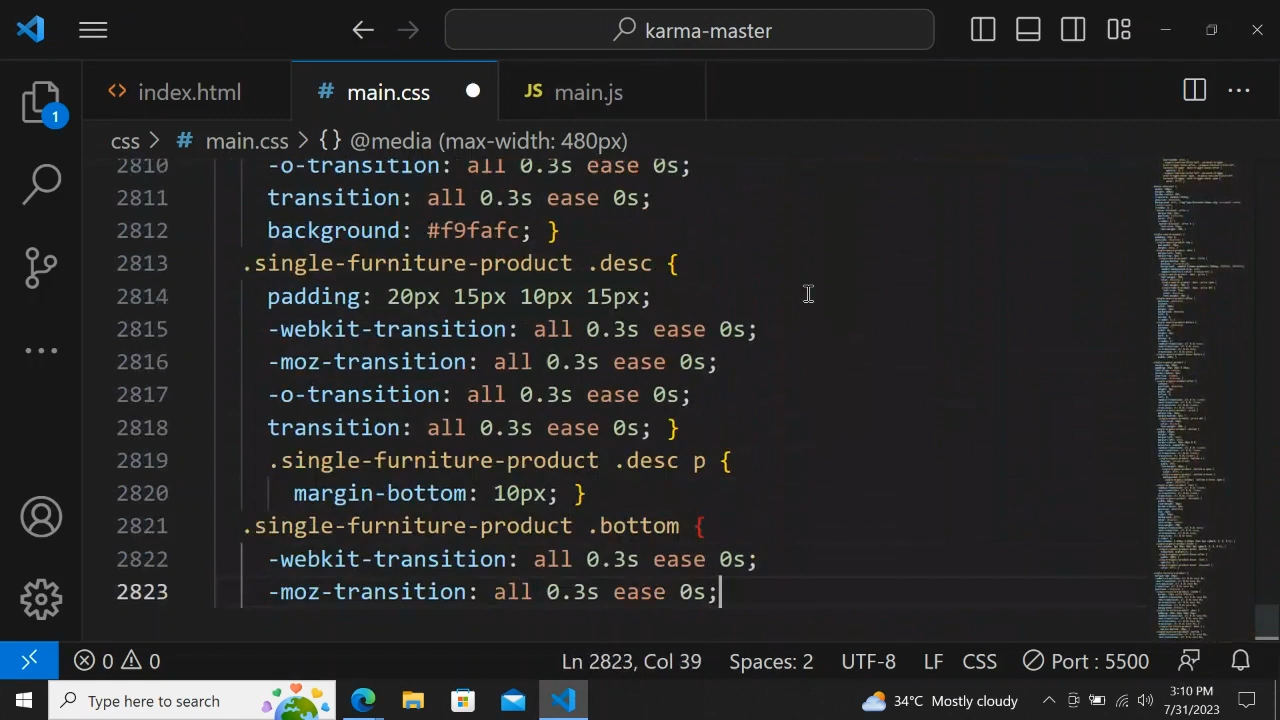 karma-master
index.html
# main.css
JS main.js
1
css > # main.css > {} @media (max-width: 480px)
2810 -o-transition: all 0.3s ease 0s;
2811 transition: all 0.3s ease 0s;
2812 background: #f9fafc; }
2813 .single-furniture-product .desc {
2814 padding: 20px 15px 10px 15px;
2815 -webkit-transition: all 0.3s ease 0s;
2816 -moz-transition: all 0.3s ease 0s;
2817 -o-transition: all 0.3s ease 0s;
2818 transition: all 0.3s ease 0s; }
2819 .single-furniture-product .desc p {
2820 margin-bottom: 10px; }
2821 .single-furniture-product .bottom {
2822 -webkit-transition: all 0.3s ease 0s;
2823 -moz-transition: all 0.3s ease 0s;
0 0
Ln 2823, Col 39
Spaces: 2
UTF-8
LF
CSS
Port : 5500
Type here to search
34°C Mostly cloudy
3:10 PM
7/31/2023